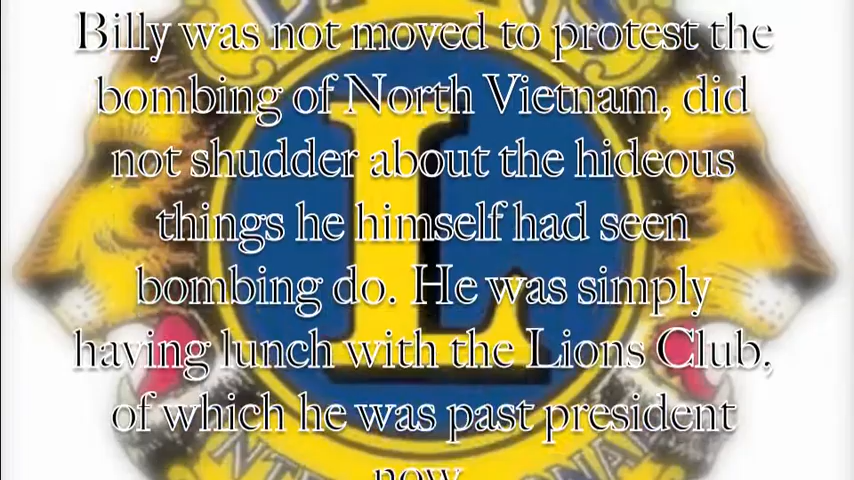 Billy was not moved to protest the
bombing of North Vietnam, did
not shudder about the hideous
things he himself had seen
bombing do. He was simply
having lunch with the Lions Club,
of which he was past president
now.
L